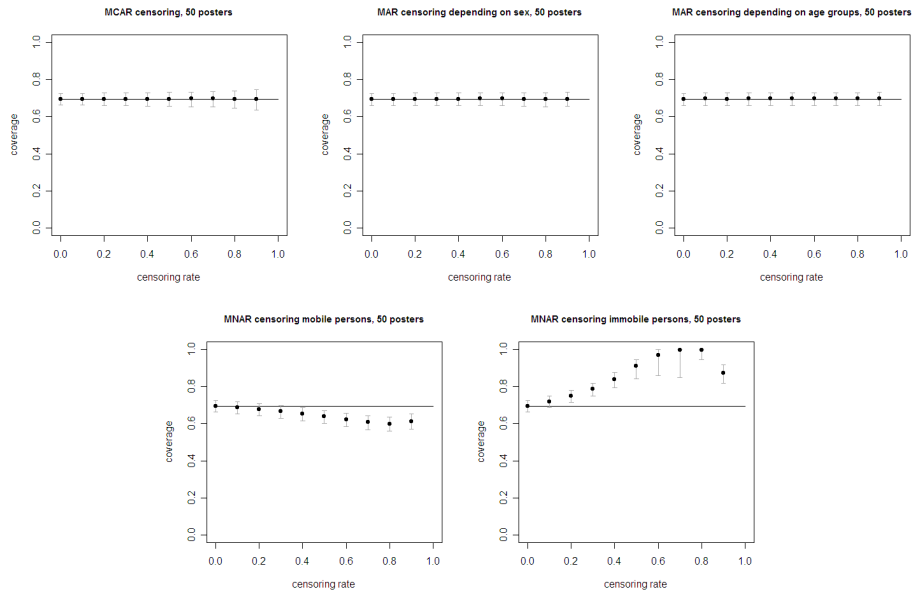 MCAR censoring, 50 posters
coverage
0.0 0.2 0.4 0.6 0.8 1.0
0.0 0.2 0.4 0.6 0.8 1.0
censoring rate
MAR censoring depending on sex, 50 posters
coverage
0.0 0.2 0.4 0.6 0.8 1.0
0.0 0.2 0.4 0.6 0.8 1.0
censoring rate
MAR censoring depending on age groups, 50 posters
coverage
0.0 0.2 0.4 0.6 0.8 1.0
0.0 0.2 0.4 0.6 0.8 1.0
censoring rate
MNAR censoring mobile persons, 50 posters
coverage
0.0 0.2 0.4 0.6 0.8 1.0
0.0 0.2 0.4 0.6 0.8 1.0
censoring rate
MNAR censoring immobile persons, 50 posters
coverage
0.0 0.2 0.4 0.6 0.8 1.0
0.0 0.2 0.4 0.6 0.8 1.0
censoring rate